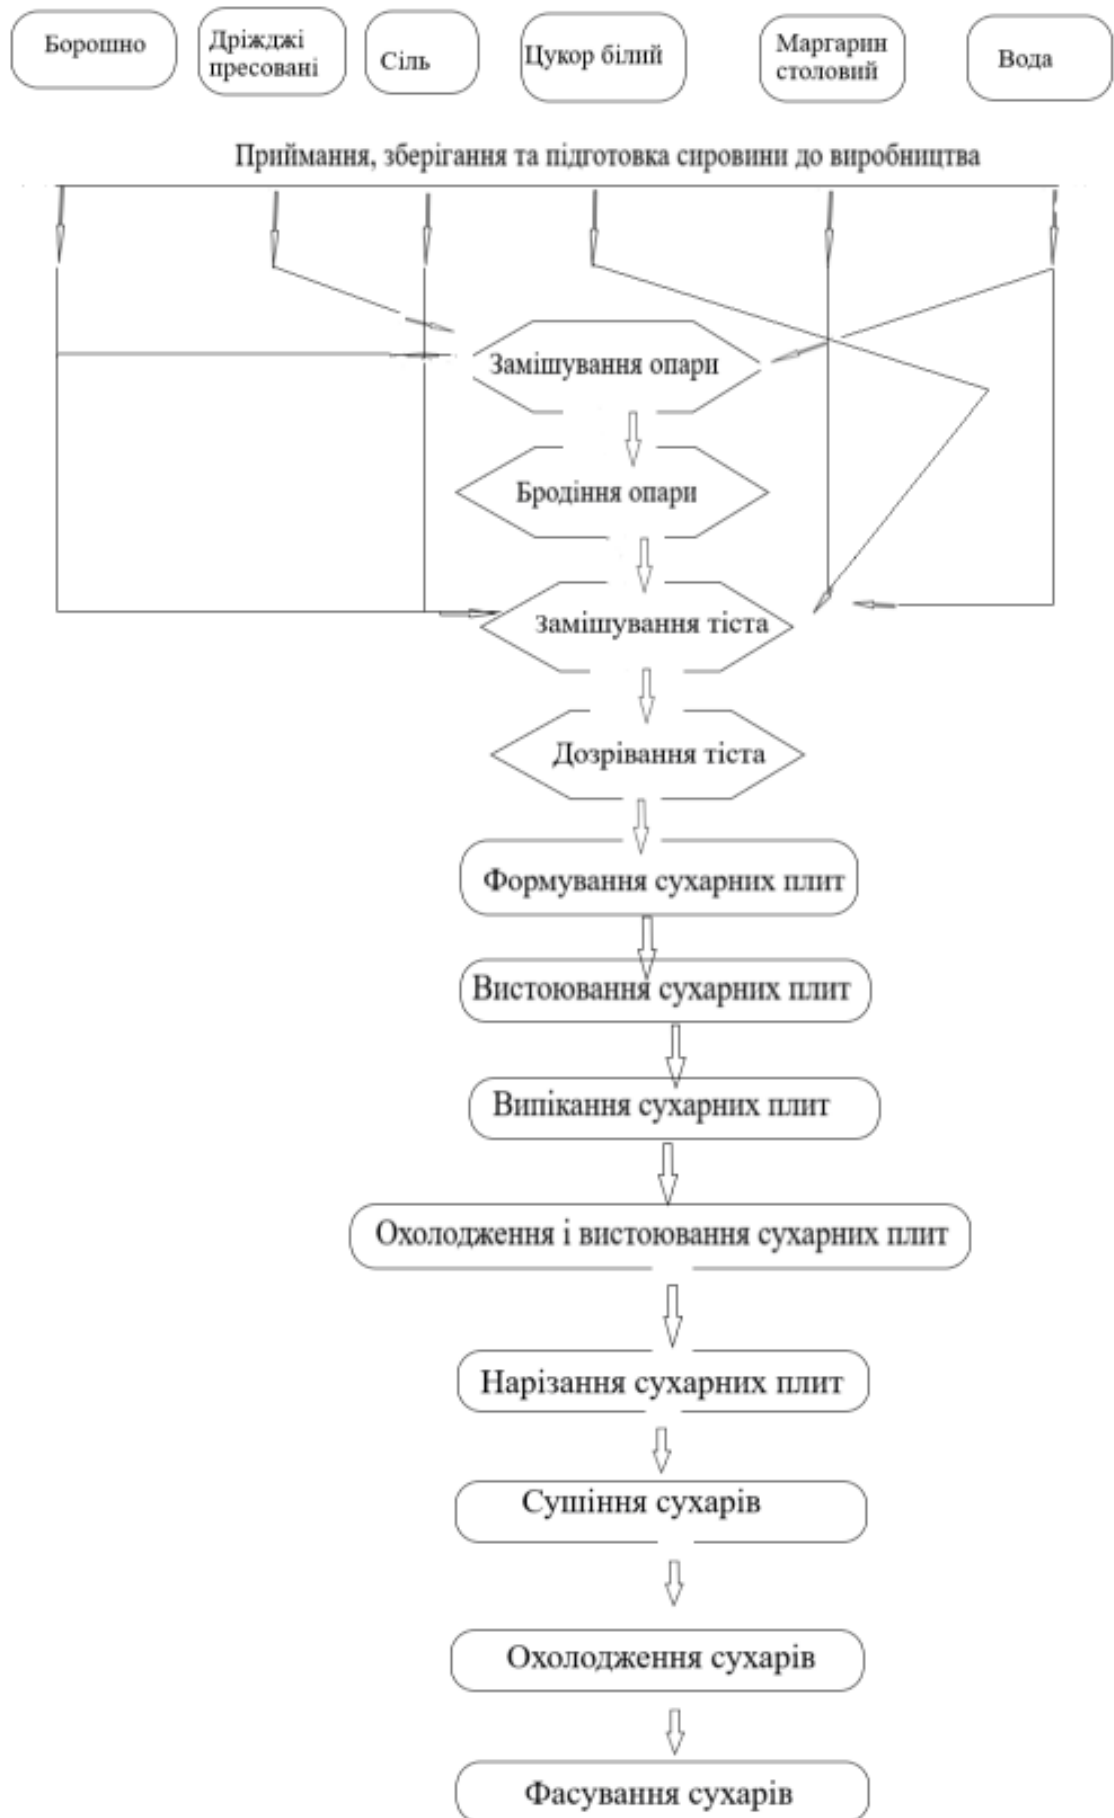 Борошно
Дріжджі
пресовані
Сіль
Цукор білий
Маргарин
столовий
Вода
Приймання, зберігання та підготовка сировини до виробництва
Замішування опари
Бродіння опари
Замішування тіста
Дозрівання тіста
Формування сухарних плит
Вистоювання сухарних плит
Випікання сухарних плит
Охолодження і вистоювання сухарних плит
Нарізання сухарних плит
Сушіння сухарів
Охолодження сухарів
Фасування сухарів